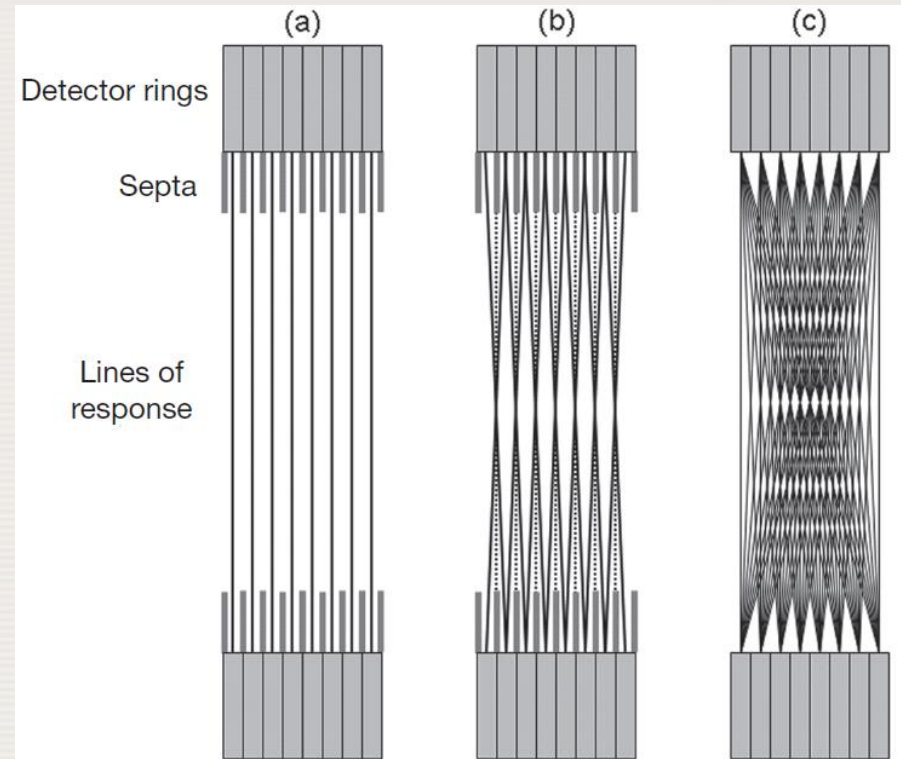 (a) (b) (c)
Detector rings
Septa
Lines of
response